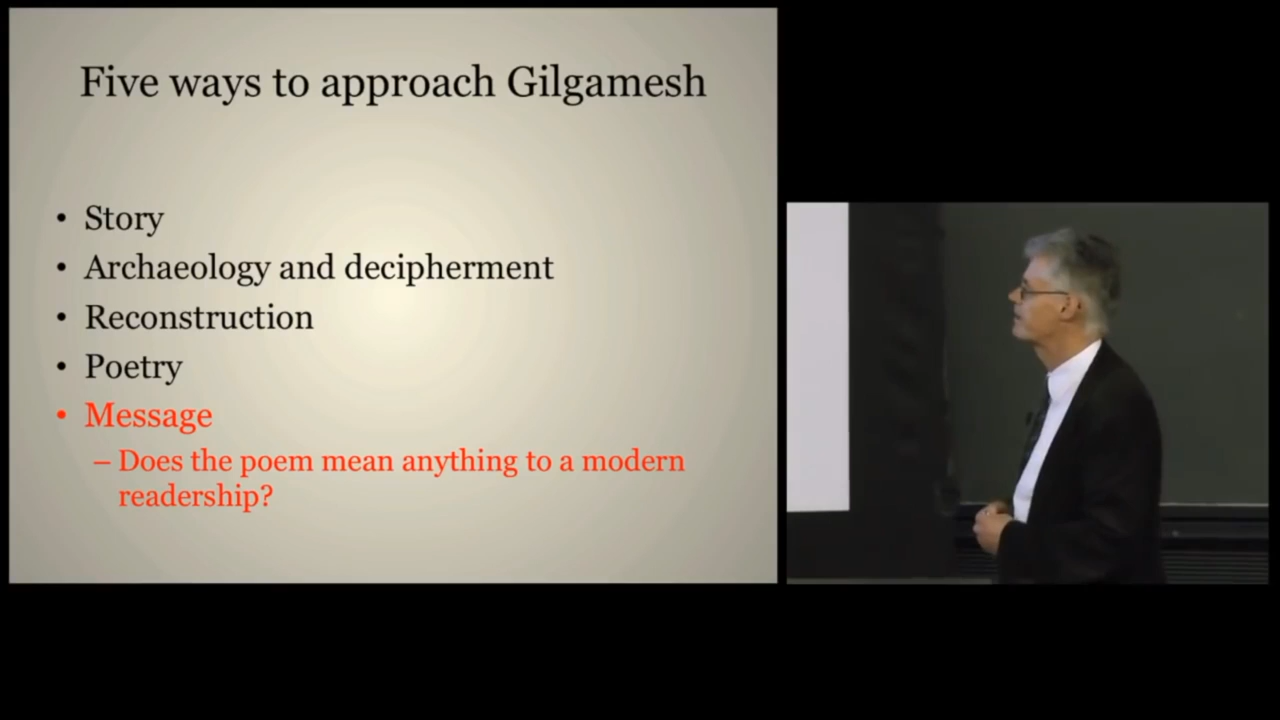 Five ways to approach Gilgamesh
• Story
• Archaeology and decipherment
• Reconstruction
• Poetry
• Message
– Does the poem mean anything to a modern
readership?